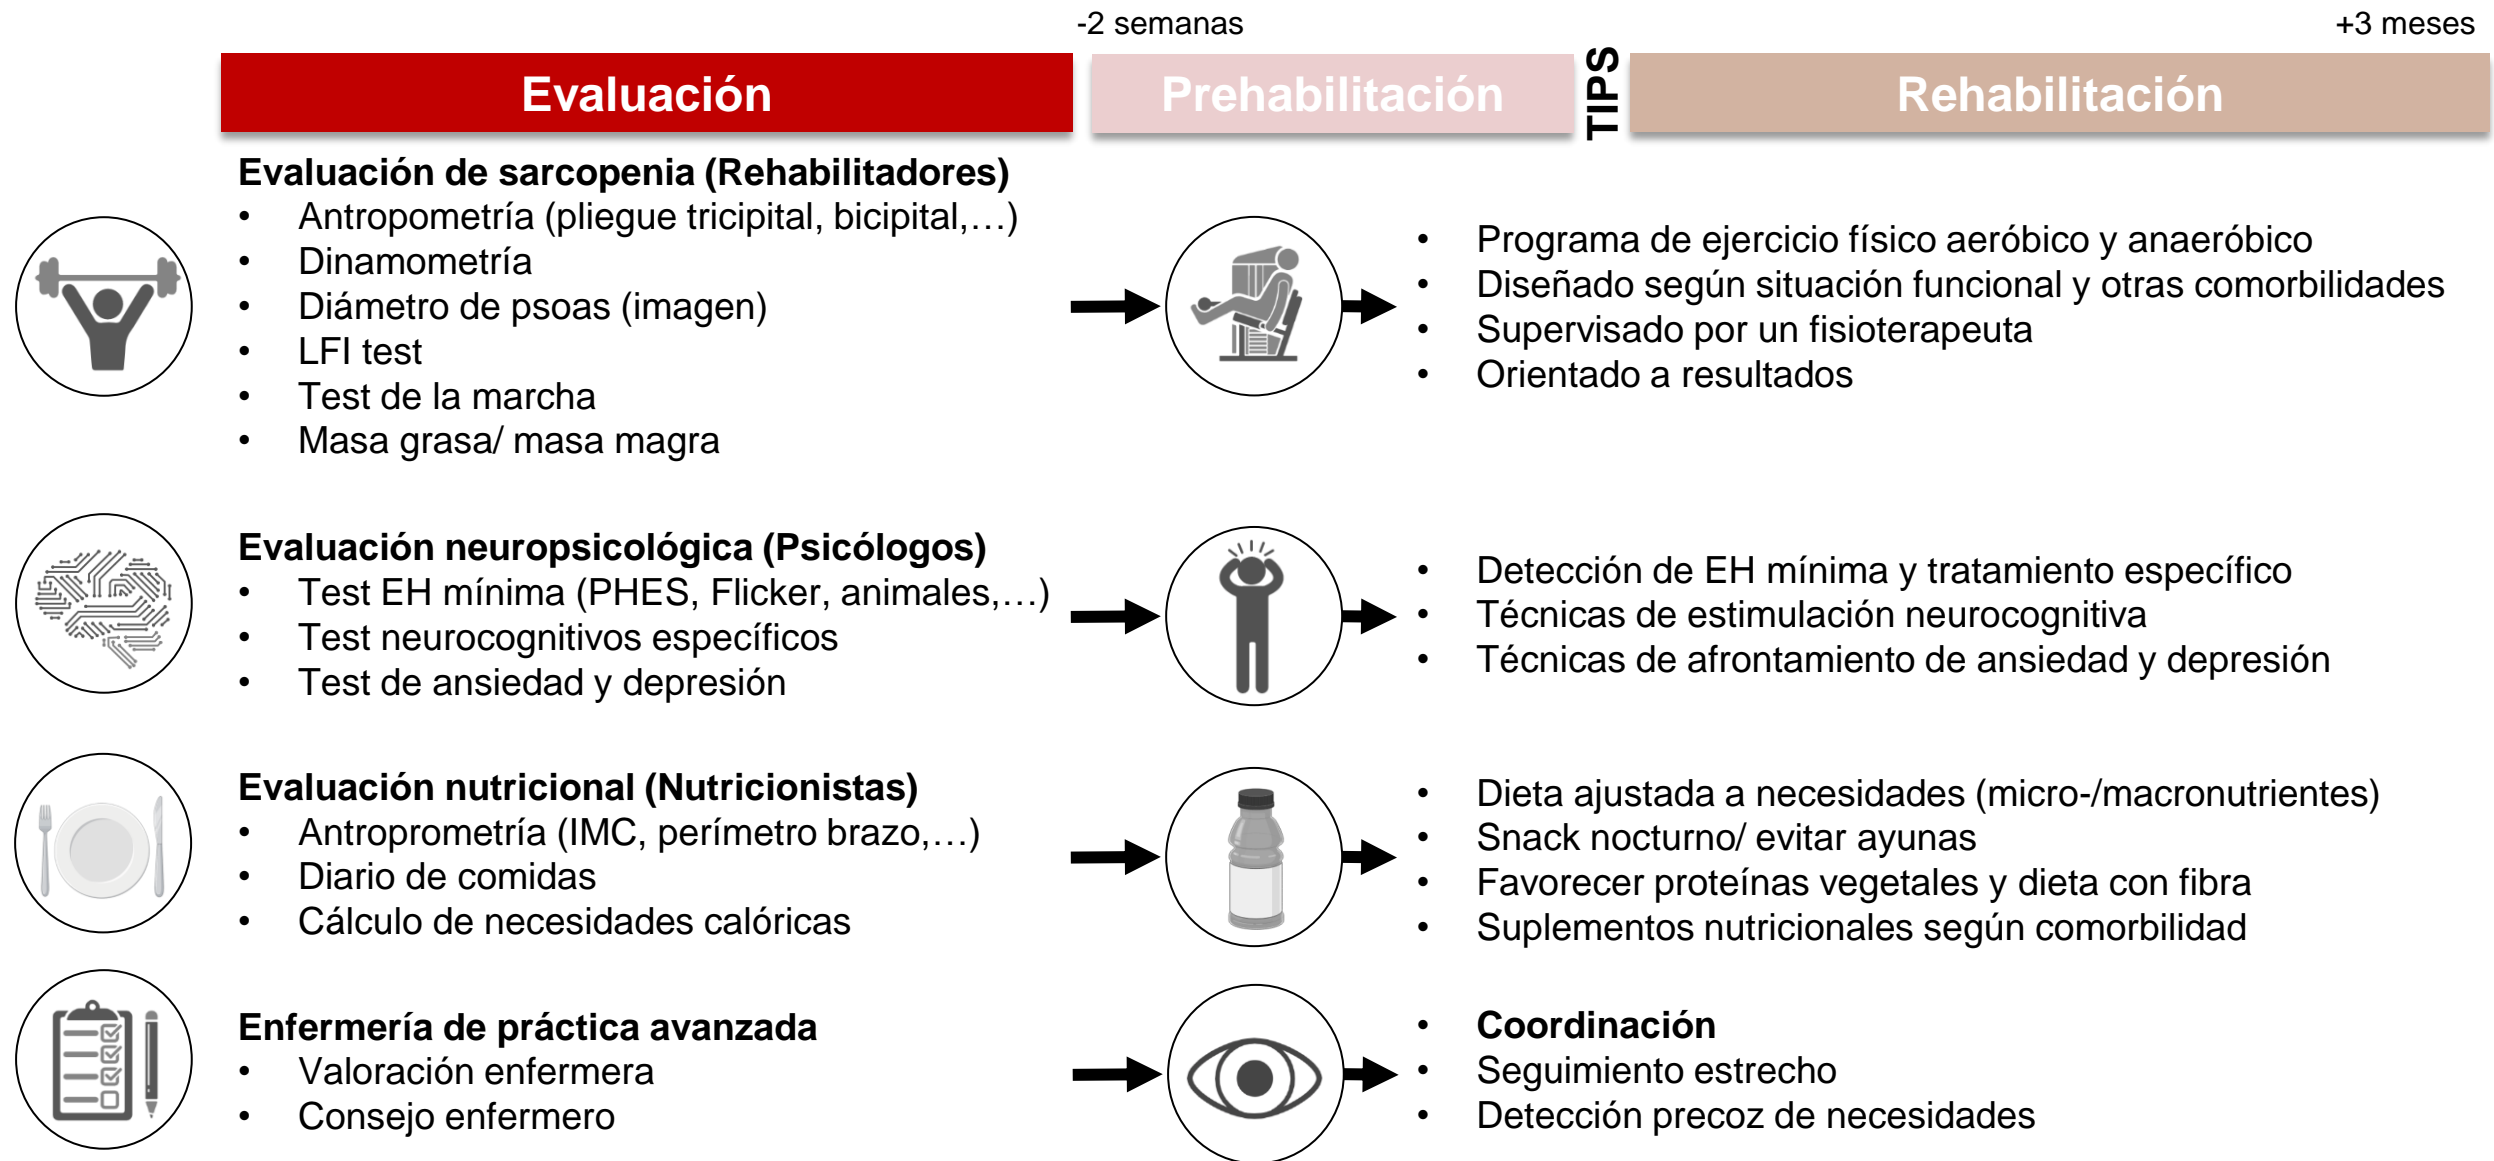 -2 semanas
+3 meses
Evaluación
Prehabilitación
TIPS
Rehabilitación
Evaluación de sarcopenia (Rehabilitadores)
• Antropometría (pliegue tricipital, bicipital,…)
• Dinamometría
• Diámetro de psoas (imagen)
• LFI test
• Test de la marcha
• Masa grasa/ masa magra
• Programa de ejercicio físico aeróbico y anaeróbico
• Diseñado según situación funcional y otras comorbilidades
• Supervisado por un fisioterapeuta
• Orientado a resultados
Evaluación neuropsicológica (Psicólogos)
• Test EH mínima (PHES, Flicker, animales,…)
• Test neurocognitivos específicos
• Test de ansiedad y depresión
• Detección de EH mínima y tratamiento específico
• Técnicas de estimulación neurocognitiva
• Técnicas de afrontamiento de ansiedad y depresión
Evaluación nutricional (Nutricionistas)
• Antroprometría (IMC, perímetro brazo,…)
• Diario de comidas
• Cálculo de necesidades calóricas
• Dieta ajustada a necesidades (micro-/macronutrientes)
• Snack nocturno/ evitar ayunas
• Favorecer proteínas vegetales y dieta con fibra
• Suplementos nutricionales según comorbilidad
Enfermería de práctica avanzada
• Valoración enfermera
• Consejo enfermero
• Coordinación
• Seguimiento estrecho
• Detección precoz de necesidades